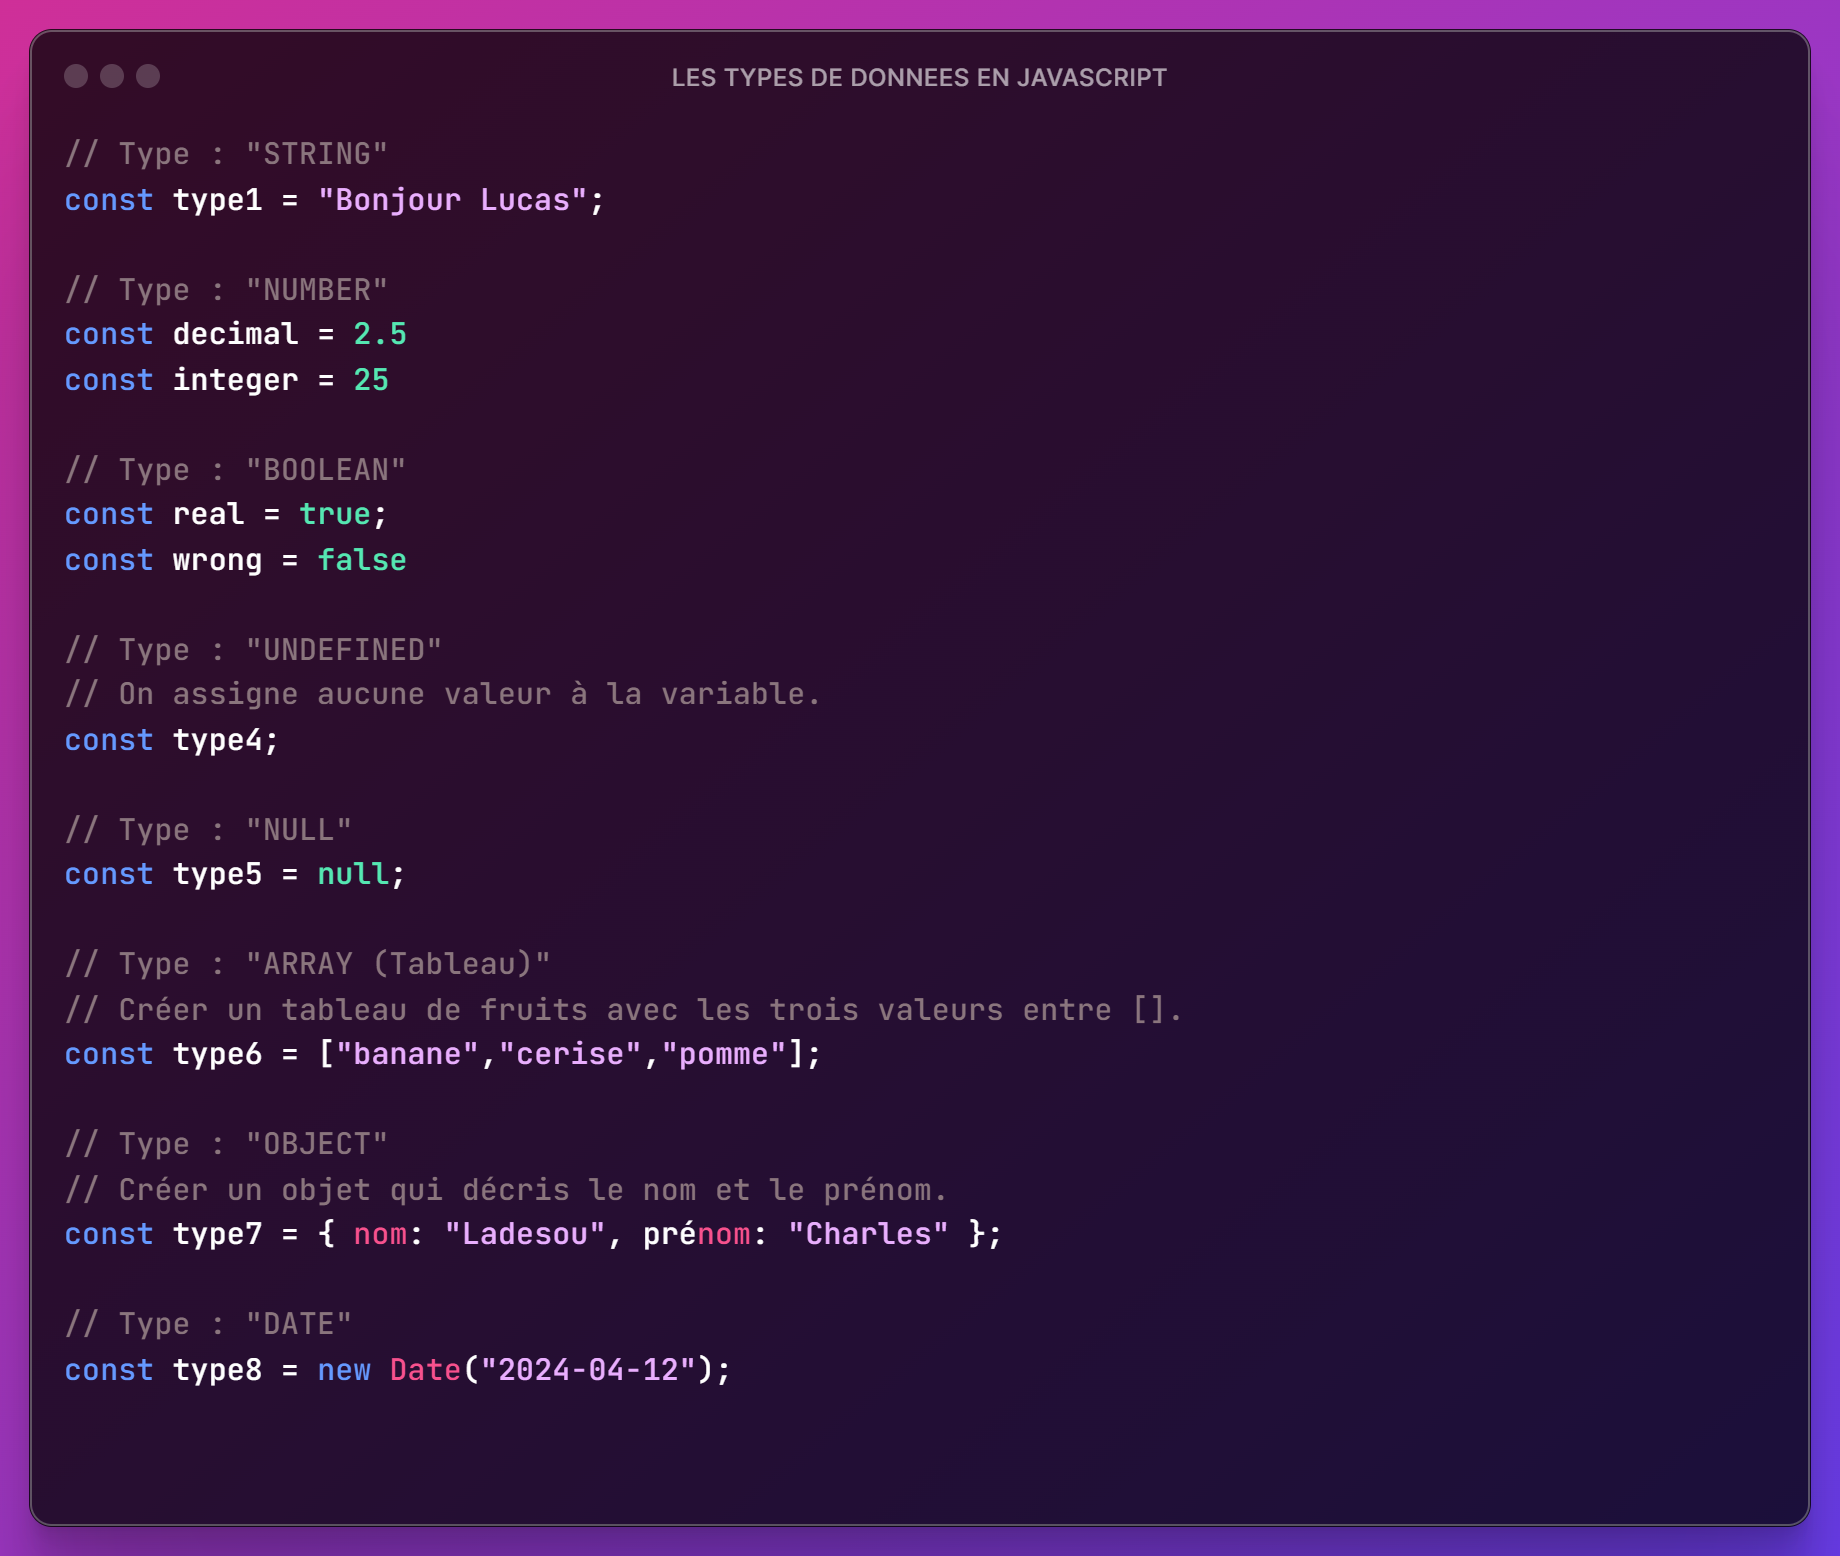 LES TYPES DE DONNEES EN JAVASCRIPT
// Type : "STRING"
const type1 = "Bonjour Lucas";
// Type : "NUMBER"
const decimal = 2.5
const integer = 25
// Type : "BOOLEAN"
const real = true;
const wrong = false
// Type : "UNDEFINED"
// On assigne aucune valeur à la variable.
const type4;
// Type : "NULL"
const type5 = null;
// Type : "ARRAY (Tableau)"
// Créer un tableau de fruits avec les trois valeurs entre [].
const type6 = ["banane","cerise","pomme"];
// Type : "OBJECT"
// Créer un objet qui décris le nom et le prénom.
const type7 = { nom: "Ladesou", prénom: "Charles" };
// Type : "DATE"
const type8 = new Date("2024-04-12");